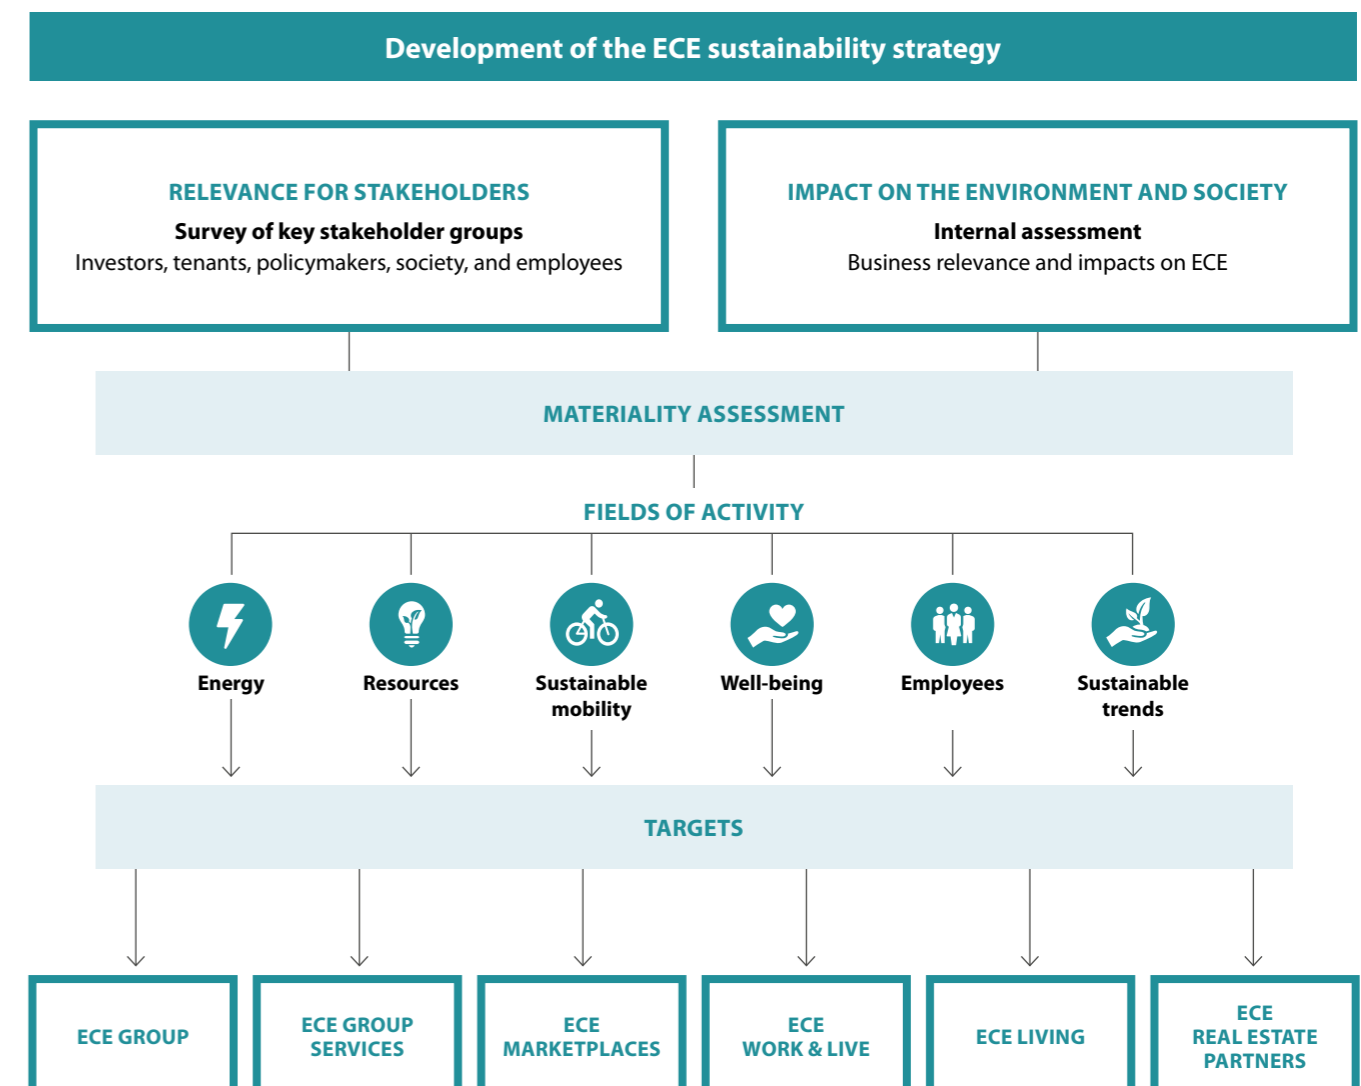 Development of the ECE sustainability strategy
RELEVANCE FOR STAKEHOLDERS
Survey of key stakeholder groups
Investors, tenants, policymakers, society, and employees
IMPACT ON THE ENVIRONMENT AND SOCIETY
Internal assessment
Business relevance and impacts on ECE
MATERIALITY ASSESSMENT
FIELDS OF ACTIVITY
Energy
Resources
Sustainable
mobility
Well-being
Employees
Sustainable
trends
TARGETS
ECE GROUP
ECE GROUP
SERVICES
ECE
MARKETPLACES
ECE
WORK & LIVE
ECE LIVING
ECE
REAL ESTATE
PARTNERS